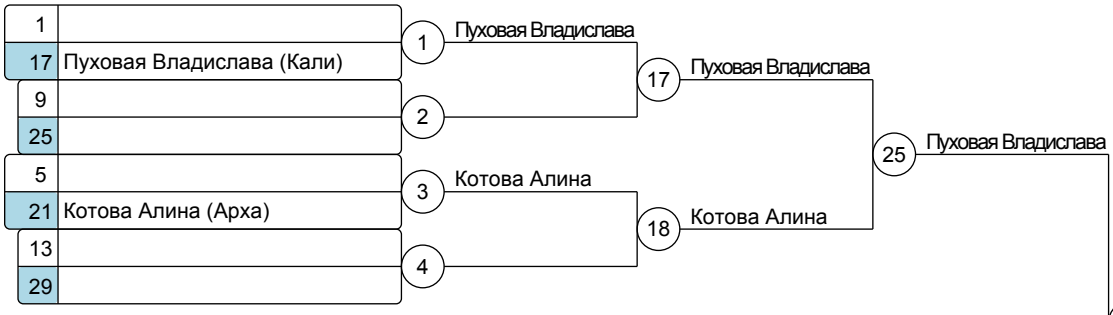 1
17 Пуховая Владислава (Кали)
1
Пуховая Владислава
9
25
2
17
Пуховая Владислава
5
21 Котова Алина (Арха)
3
Котова Алина
13
29
4
18
Котова Алина
25
Пуховая Владислава